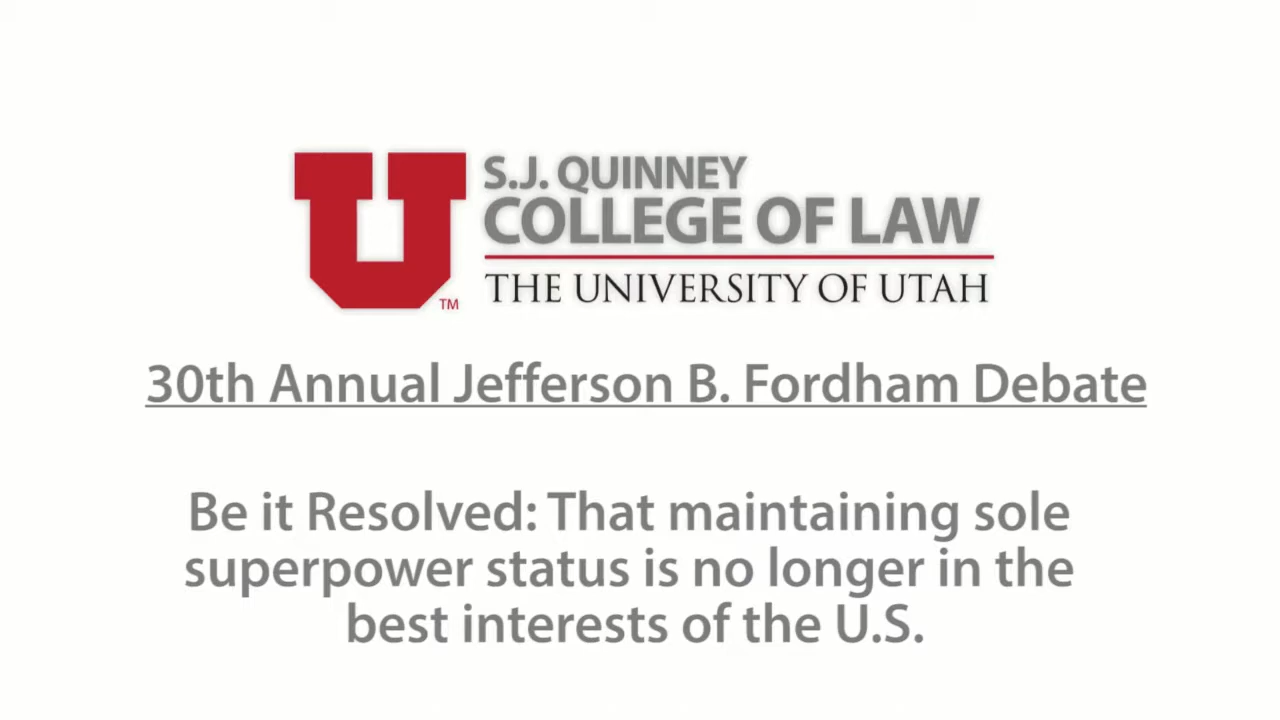 U™
S.J. QUINNEY
COLLEGE OF LAW
THE UNIVERSITY OF UTAH
30th Annual Jefferson B. Fordham Debate
Be it Resolved: That maintaining sole
superpower status is no longer in the
best interests of the U.S.